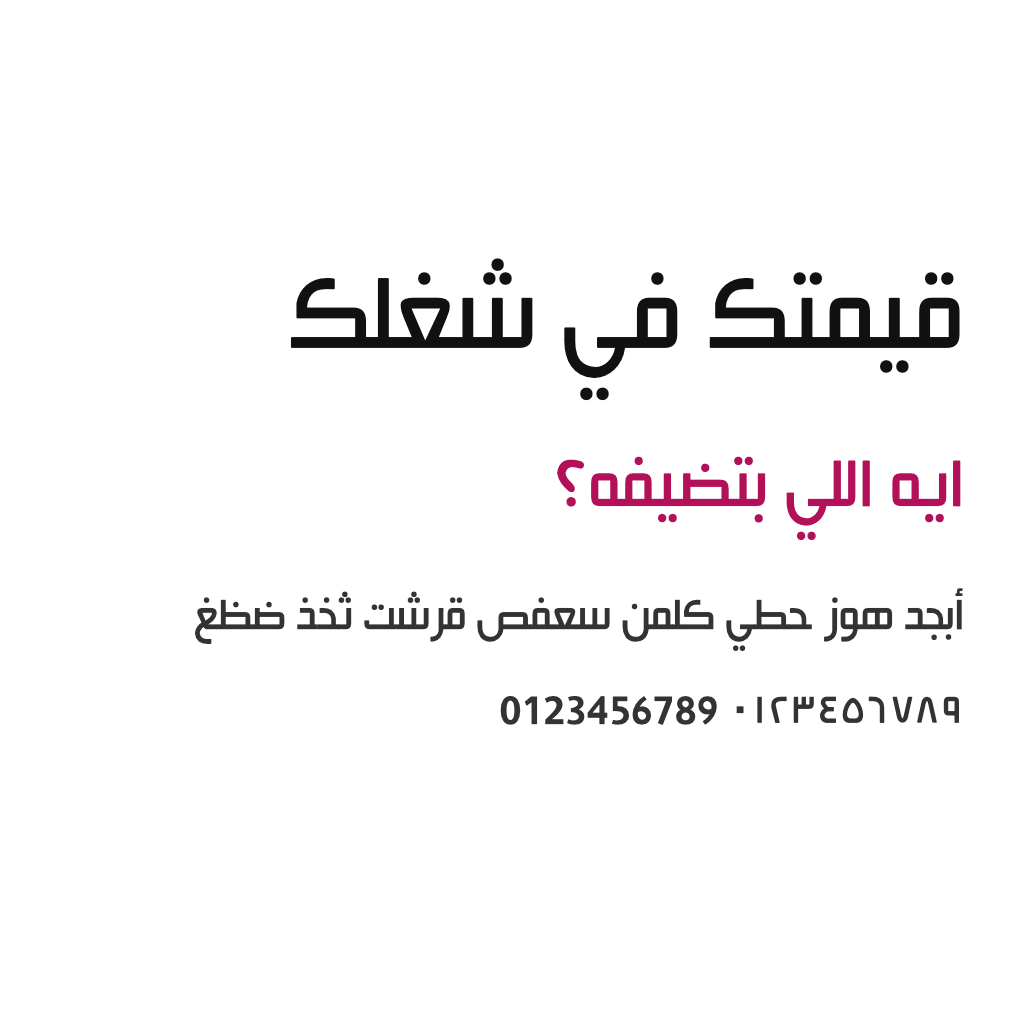 قيمتك في شغلك
ايه اللي بتضيفه؟
أبجد هوز حطي كلمن سعفص قرشت ثخذ ضظغ
٠١٢٣٤٥٦٧٨٩ 0123456789